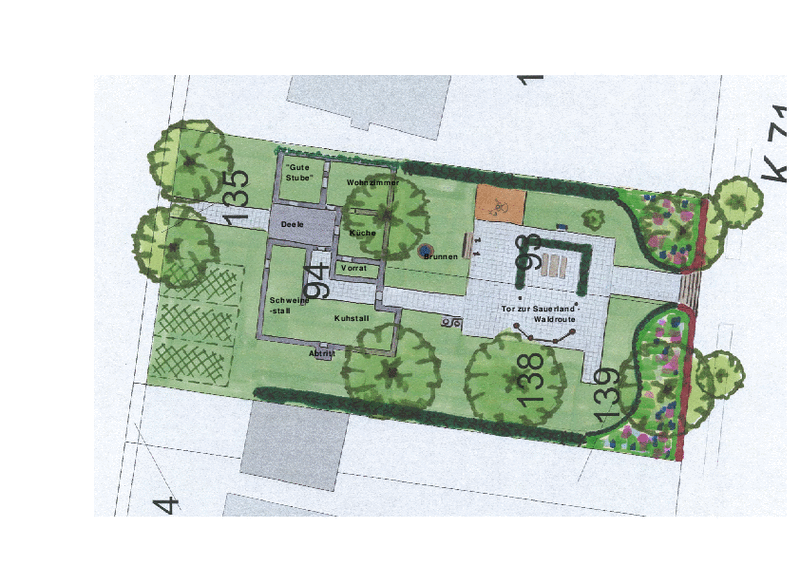 1
K 71
135
"Gute
Stube"
Wohnzimmer
Deele
Küche
Brunnen
93
94
Vorrat
Schweine
-stall
Kuhstall
Tor zur Sauerland -
Waldroute
Abtritt
138
139
4